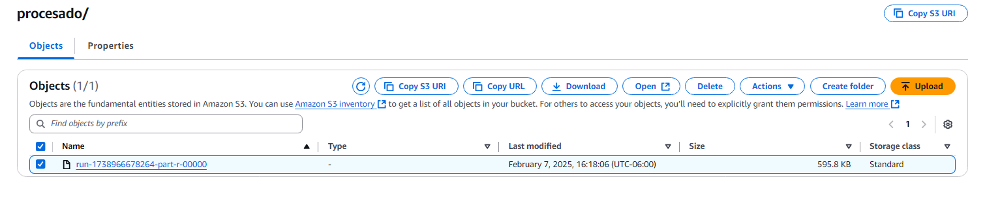 procesado/
Copy S3 URI
Objects
Properties
Objects (1/1)
Copy S3 URI
Copy URL
Download
Open
Delete
Actions
Create folder
Upload
Objects are the fundamental entities stored in Amazon S3. You can use Amazon S3 inventory to get a list of all objects in your bucket. For others to access your objects, you'll need to explicitly grant them permissions. Learn more
Find objects by prefix
1
Name
Type
Last modified
Size
Storage class
run-1738966678264-part-r-00000
-
February 7, 2025, 16:18:06 (UTC-06:00)
595.8 KB
Standard